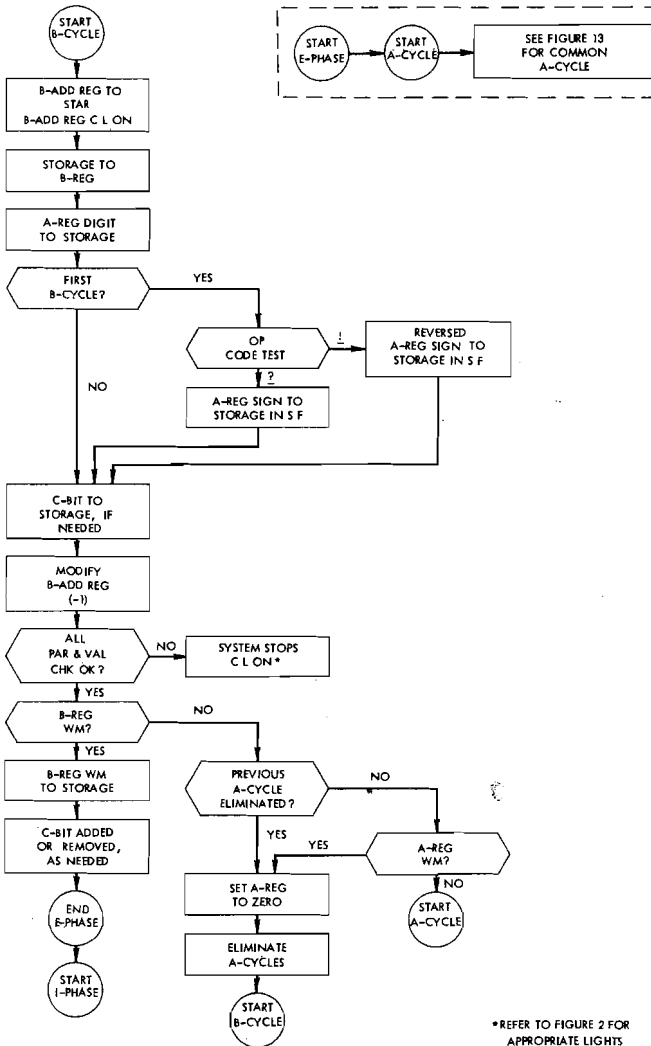 START
B-CYCLE
START
E-PHASE
START
A-CYCLE
SEE FIGURE 13
FOR COMMON
A-CYCLE
B-ADD REG TO
STAR
B-ADD REG C L ON
STORAGE TO
B-REG
A-REG DIGIT
TO STORAGE
FIRST
B-CYCLE?
YES
NO
OP
CODE TEST
!
?
REVERSED
A-REG SIGN TO
STORAGE IN S F
A-REG SIGN TO
STORAGE IN S F
C-BIT TO
STORAGE, IF
NEEDED
MODIFY
B-ADD REG
(-1)
ALL
PAR & VAL
CHK OK?
NO
SYSTEM STOPS
C L ON*
YES
B-REG
WM?
NO
YES
B-REG WM
TO STORAGE
PREVIOUS
A-CYCLE
ELIMINATED?
NO
YES
C-BIT ADDED
OR REMOVED,
AS NEEDED
A-REG
WM?
YES
NO
END
E-PHASE
SET A-REG
TO ZERO
START
A-CYCLE
START
I-PHASE
ELIMINATE
A-CYCLES
START
B-CYCLE
*REFER TO FIGURE 2 FOR
APPROPRIATE LIGHTS